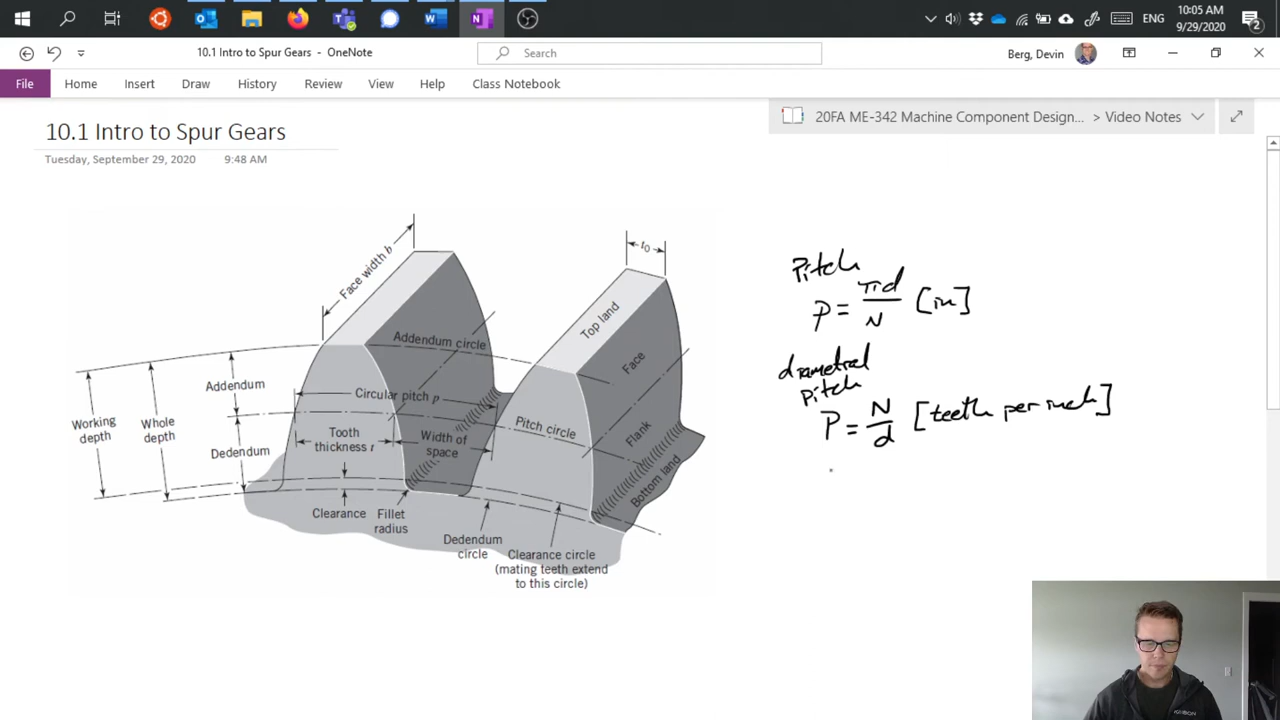 10:05 AM
ENG
9/29/2020
2
10.1 Intro to Spur Gears - OneNote
Search
Berg, Devin
File Home Insert Draw History Review View Help Class Notebook
20FA ME-342 Machine Component Design... > Video Notes
10.1 Intro to Spur Gears
Tuesday, September 29, 2020 9:48 AM
Face width b
t₀
Top land
Addendum circle
Face
Addendum
Circular pitch p
Working
depth
Whole
depth
Tooth
thickness t
Width of
space
Pitch circle
Flank
Dedendum
Bottom land
Clearance
Fillet
radius
Dedendum
circle
Clearance circle
(mating teeth extend
to this circle)
Pitch
P = πd/N [in]
diametral
pitch
P = N/d [teeth per inch]